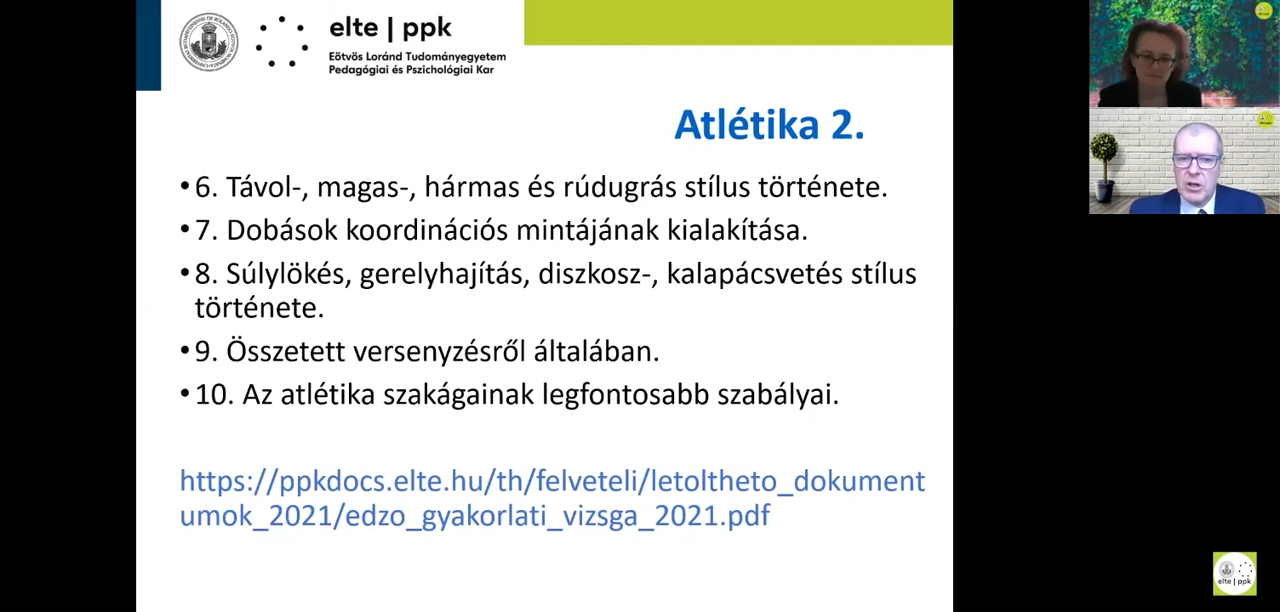 elte | ppk
Eötvös Loránd Tudományegyetem
Pedagógiai és Pszichológiai Kar
Atlétika 2.
• 6. Távol-, magas-, hármas és rúdugrás stílus története.
• 7. Dobások koordinációs mintájának kialakítása.
• 8. Súlylökés, gerelyhajítás, diszkosz-, kalapácsvetés stílus
története.
• 9. Összetett versenyzésről általában.
• 10. Az atlétika szakágainak legfontosabb szabályai.
https://ppkdocs.elte.hu/th/felveteli/letoltheto_dokument
umok_2021/edzo_gyakorlati_vizsga_2021.pdf
elte | ppk